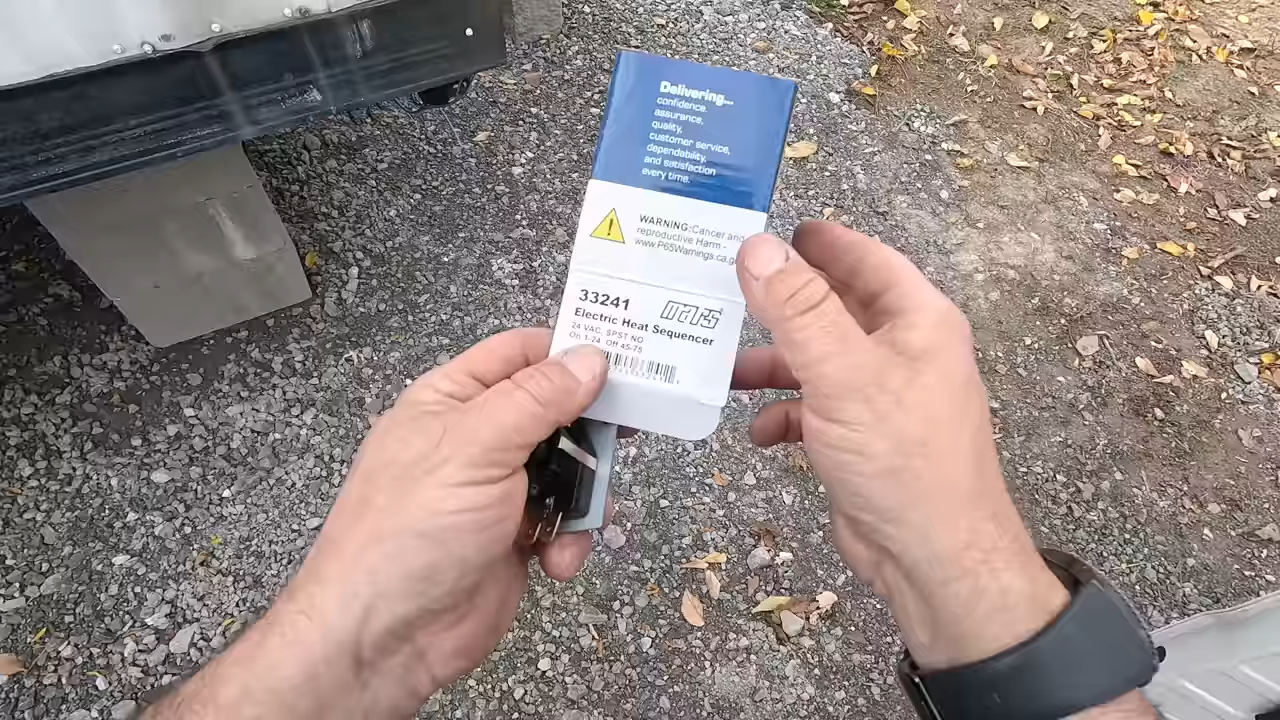 Delivering...
confidence.
assurance,
quality,
customer service,
dependability,
and satisfaction
every time.
WARNING: Cancer and
reproductive Harm -
www.P65Warnings.ca.g
33241
mars
Electric Heat Sequencer
24 VAC, SPST NO
On 1-24 Off 45-75